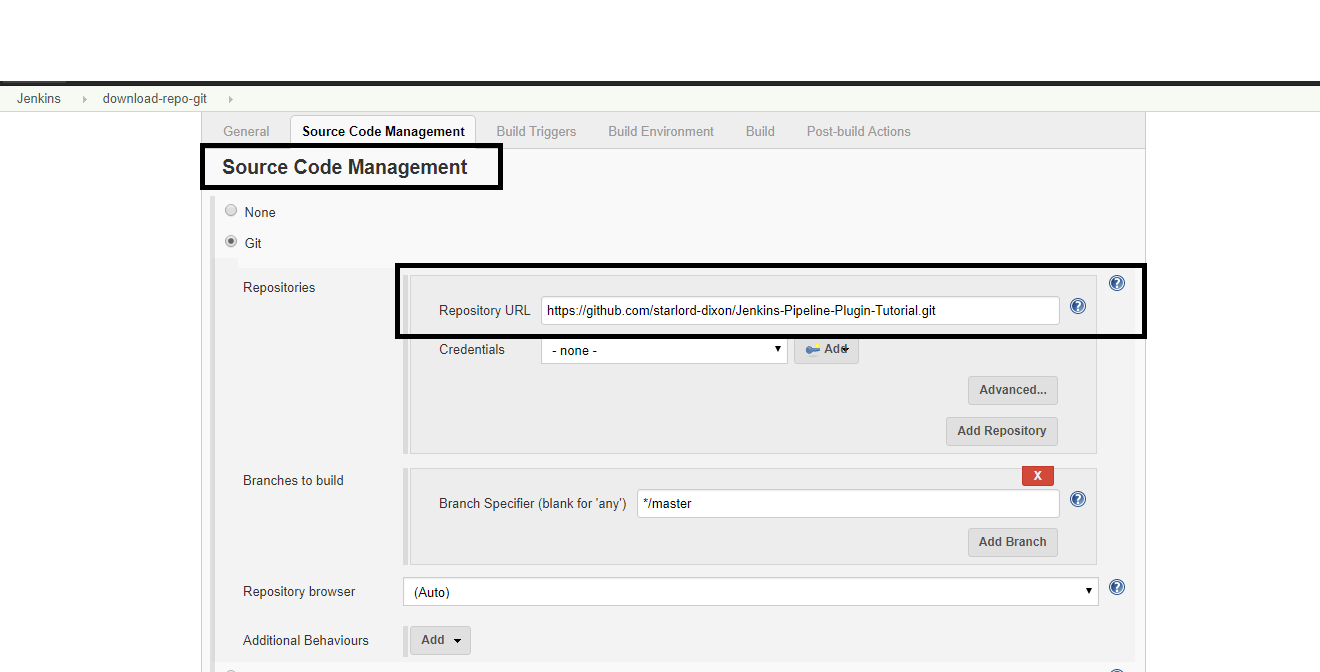 Jenkins download-repo-git
General Source Code Management Build Triggers Build Environment Build Post-build Actions
Source Code Management
None
Git
Repositories
?
Repository URL https://github.com/starlord-dixon/Jenkins-Pipeline-Plugin-Tutorial.git ?
Credentials - none - Add
Advanced...
Add Repository
Branches to build
X
Branch Specifier (blank for 'any') */master ?
Add Branch
Repository browser (Auto) ?
Additional Behaviours Add